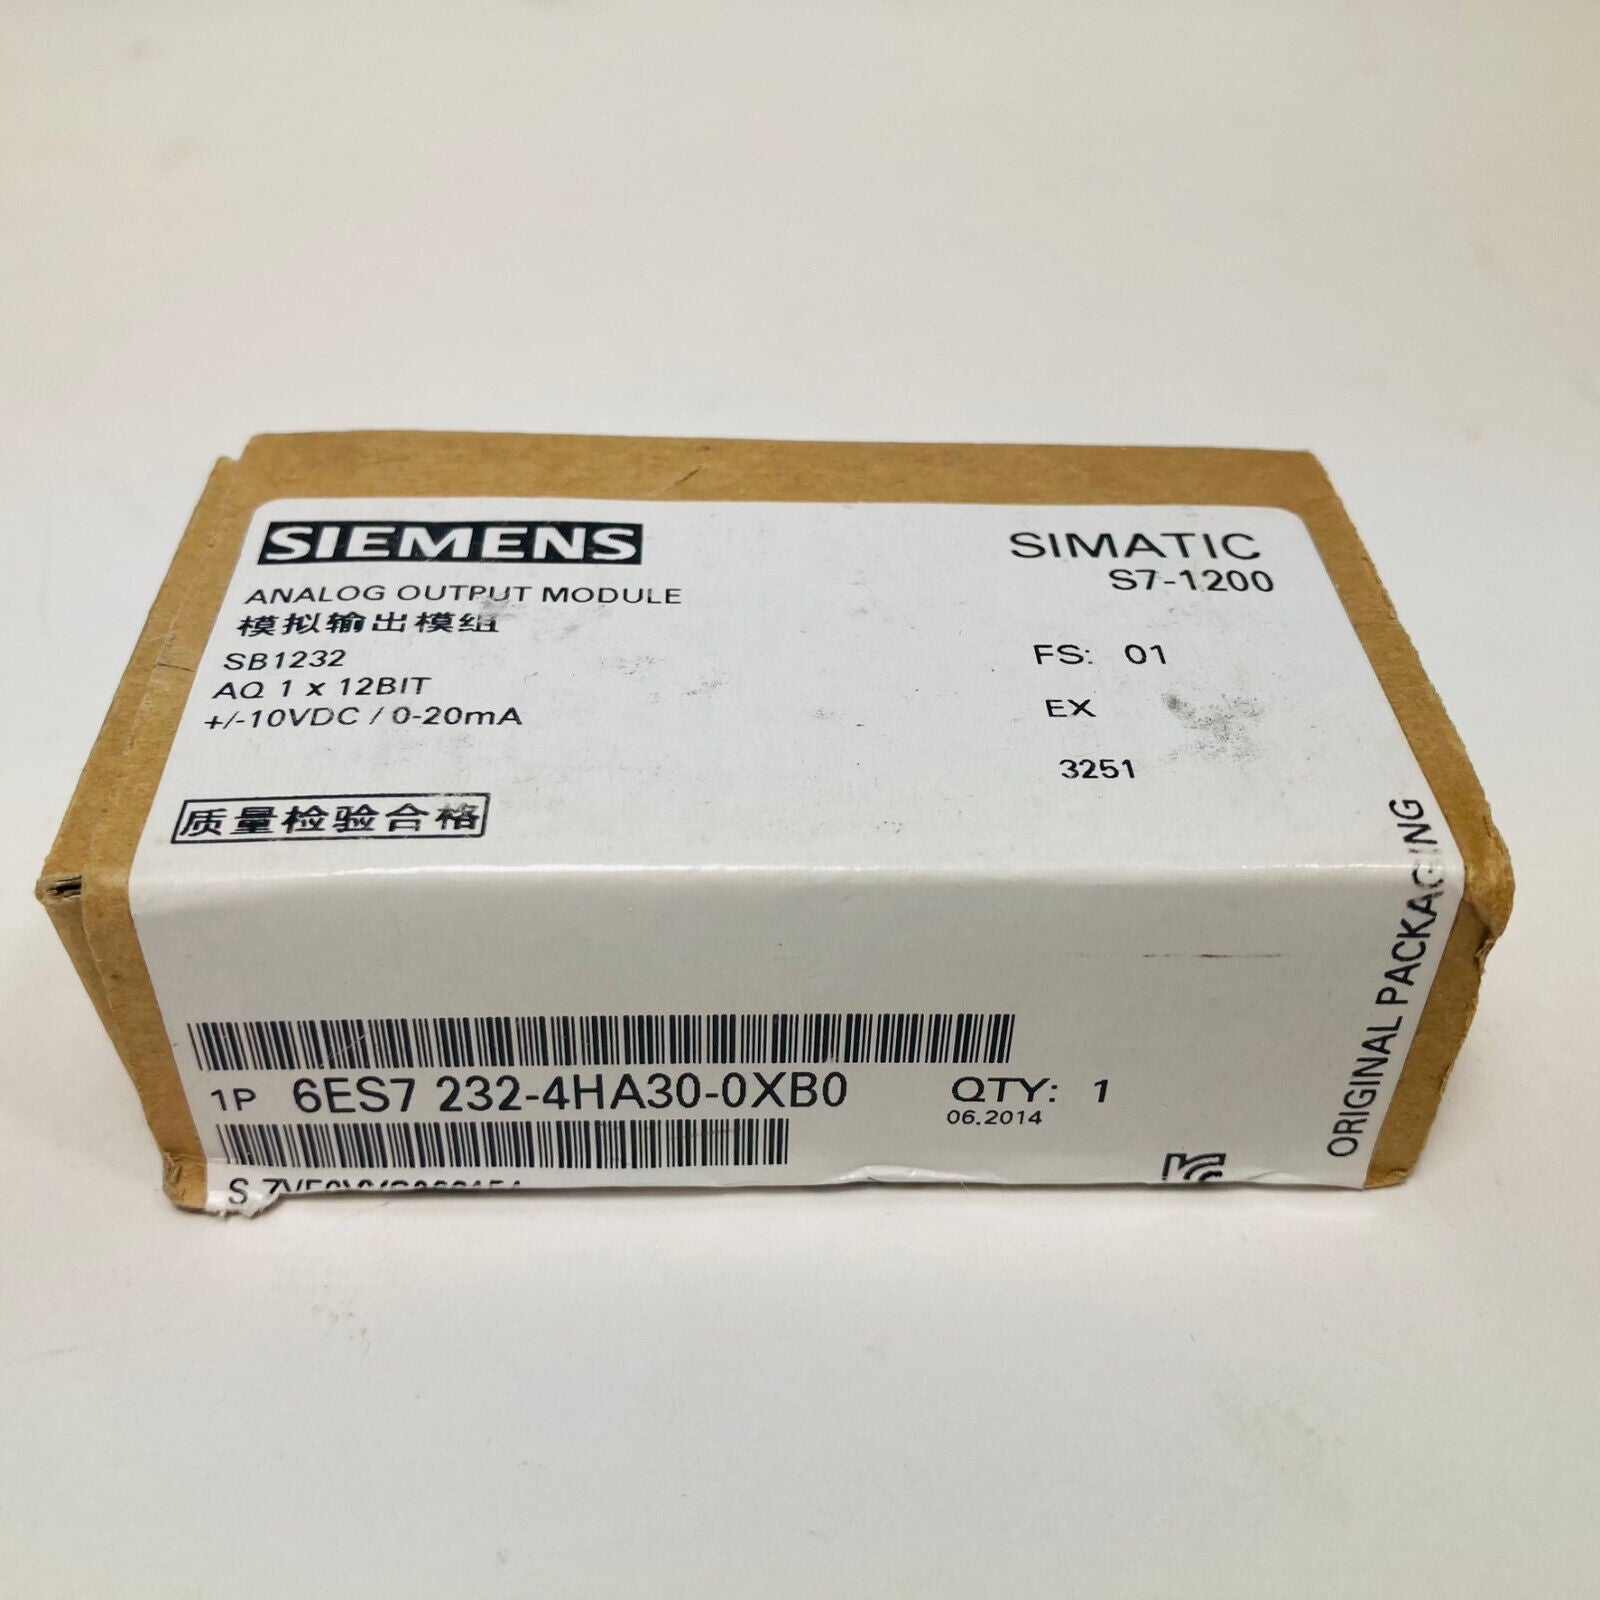 SIEMENS
SIMATIC
S7-1200
ANALOG OUTPUT MODULE
模拟输出模组
SB1232
AQ 1 x 12BIT
+/-10VDC / 0-20mA
FS: 01
EX
3251
质量检验合格
ORIGINAL PACKAGING
1P 6ES7 232-4HA30-0XB0
QTY: 1
06.2014
S